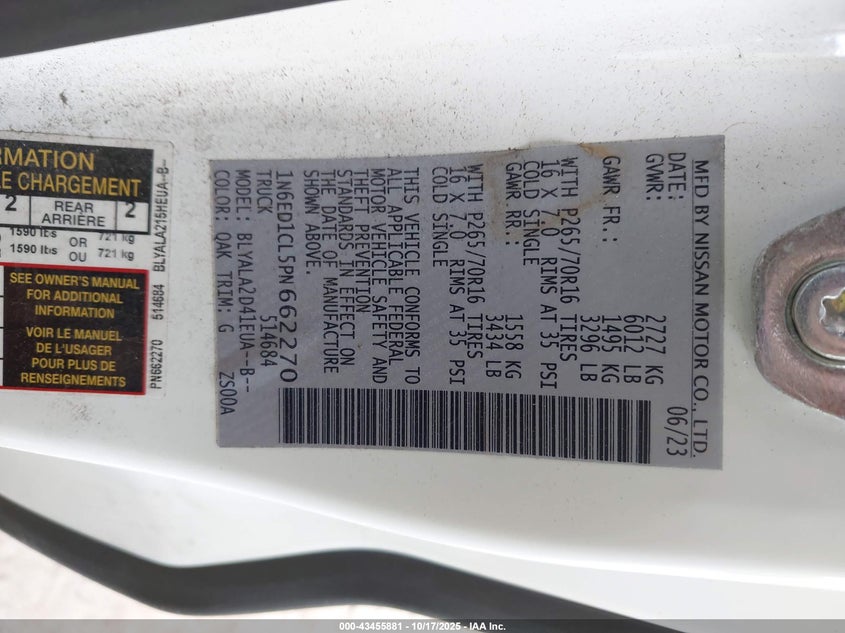 MFD BY NISSAN MOTOR CO., LTD.
DATE: 06/23
GVWR: 2727 KG
6012 LB
GAWR FR.: 1495 KG
3296 LB
WITH P265/70R16 TIRES
16 X 7.0 RIMS AT 35 PSI
COLD SINGLE
GAWR RR.: 1558 KG
3434 LB
WITH P265/70R16 TIRES
16 X 7.0 RIMS AT 35 PSI
COLD SINGLE
THIS VEHICLE CONFORMS TO
ALL APPLICABLE FEDERAL
MOTOR VEHICLE SAFETY AND
THEFT PREVENTION
STANDARDS IN EFFECT ON
THE DATE OF MANUFACTURE
SHOWN ABOVE.
1N6ED1CL5PN662270
TRUCK 514684
MODEL: BLYALA2D41EUA--B--
COLOR: QAK TRIM: G ZS00A
RMATION
E CHARGEMENT
2 REAR 2
ARRIÈRE
1590 lbs OR 721 kg
1590 lbs OU 721 kg
SEE OWNER'S MANUAL
FOR ADDITIONAL
INFORMATION
VOIR LE MANUEL
DE L'USAGER
POUR PLUS DE
RENSEIGNEMENTS
PN662270 514684 BLYALA215HEUA--B--
000-43455881 | 10/17/2025 - IAA, Inc.